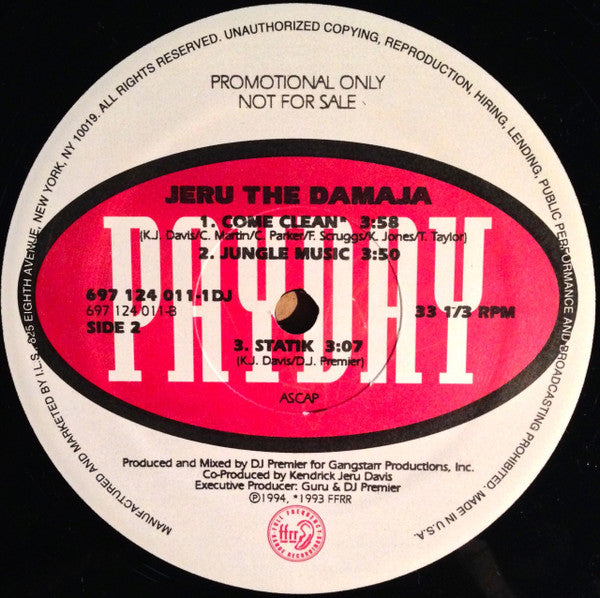 MANUFACTURED AND MARKETED BY I.L.S., 825 EIGHTH AVENUE, NEW YORK, NY 10019. ALL RIGHTS RESERVED. UNAUTHORIZED COPYING, REPRODUCTION, HIRING, LENDING, PUBLIC PERFORMANCE AND BROADCASTING PROHIBITED. MADE IN U.S.A.
PROMOTIONAL ONLY
NOT FOR SALE
JERU THE DAMAJA
PAYDAY
1. COME CLEAN* 3:58
(K.J. Davis/C. Martin/C. Parker/F. Scruggs/K. Jones/T. Taylor)
2. JUNGLE MUSIC 3:50
697 124 011-1DJ
697 124 011-B
SIDE 2
33 1/3 RPM
3. STATIK 3:07
(K.J. Davis/D.J. Premier)
ASCAP
Produced and Mixed by DJ Premier for Gangstarr Productions, Inc.
Co-Produced by Kendrick Jeru Davis
Executive Producer: Guru & DJ Premier
℗1994, *1993 FFRR
FULL FREQUENCY
ffrr
RANGE RECORDINGS